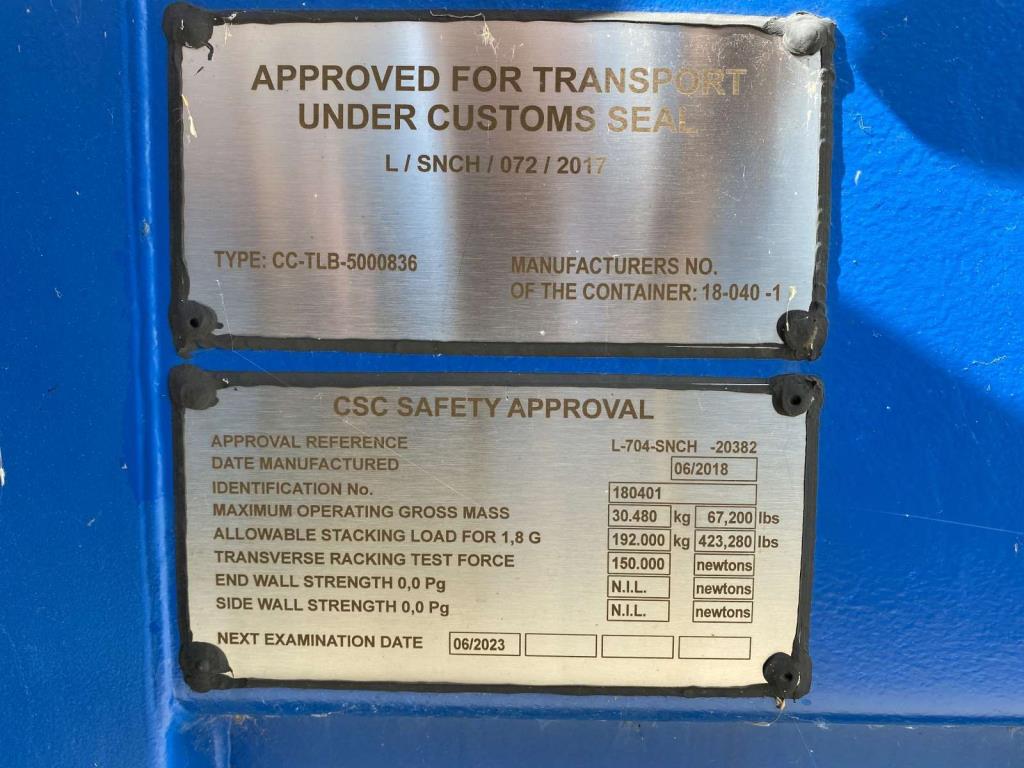 APPROVED FOR TRANSPORT
UNDER CUSTOMS SEAL
L / SNCH / 072 / 2017
TYPE: CC-TLB-5000836
MANUFACTURERS NO.
OF THE CONTAINER: 18-040 -1
CSC SAFETY APPROVAL
APPROVAL REFERENCE L-704-SNCH -20382
DATE MANUFACTURED 06/2018
IDENTIFICATION No. 180401
MAXIMUM OPERATING GROSS MASS 30.480 kg 67,200 lbs
ALLOWABLE STACKING LOAD FOR 1,8 G 192.000 kg 423,280 lbs
TRANSVERSE RACKING TEST FORCE 150.000 newtons
END WALL STRENGTH 0,0 Pg N.I.L. newtons
SIDE WALL STRENGTH 0,0 Pg N.I.L. newtons
NEXT EXAMINATION DATE 06/2023